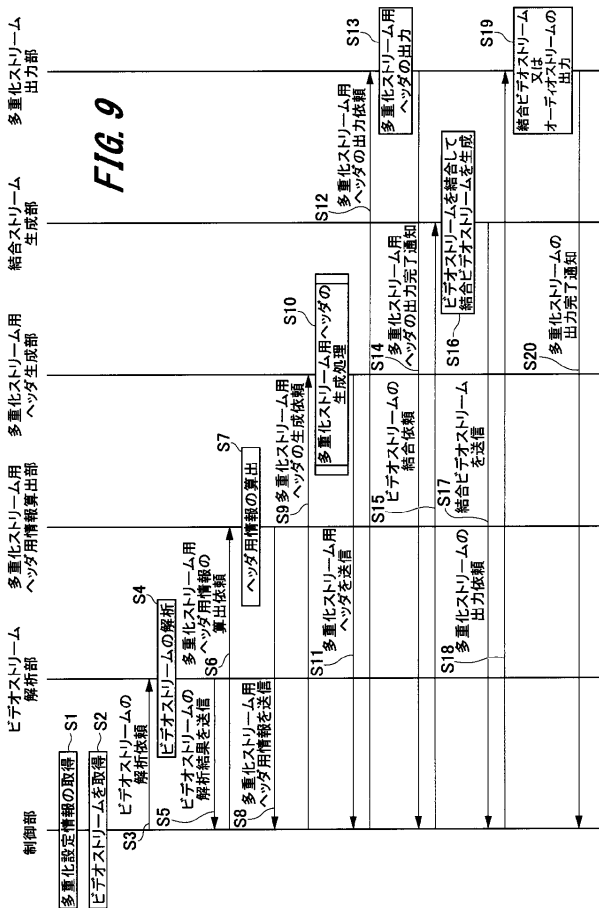 FIG. 9
制御部
ビデオストリーム
解析部
多重化ストリーム用
ヘッダ用情報算出部
多重化ストリーム用
ヘッダ生成部
結合ストリーム
生成部
多重化ストリーム
出力部
多重化設定情報の取得
S1
ビデオストリームを取得
S2
S3
ビデオストリームの
解析依頼
ビデオストリームの解析
S4
S5
ビデオストリームの
解析結果を送信
S6
多重化ストリーム用
ヘッダ用情報の
算出依頼
ヘッダ用情報の算出
S7
S8
多重化ストリーム用
ヘッダ用情報を送信
S9
多重化ストリーム用
ヘッダの生成依頼
多重化ストリーム用ヘッダの
生成処理
S10
S11
多重化ストリーム用
ヘッダを送信
S12
多重化ストリーム用
ヘッダの出力依頼
多重化ストリーム用
ヘッダの出力
S13
S14
多重化ストリーム用
ヘッダの出力完了通知
S15
ビデオストリームの
結合依頼
ビデオストリームを結合して
結合ビデオストリームを生成
S16
S17
結合ビデオストリーム
を送信
S18
多重化ストリームの
出力依頼
結合ビデオストリーム
又は
オーディオストリームの
出力
S19
S20
多重化ストリームの
出力完了通知